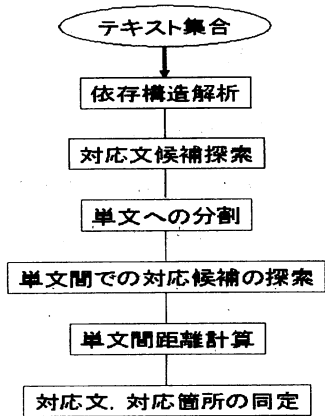 テキスト集合
依存構造解析
対応文候補探索
単文への分割
単文間での対応候補の探索
単文間距離計算
対応文，対応箇所の同定